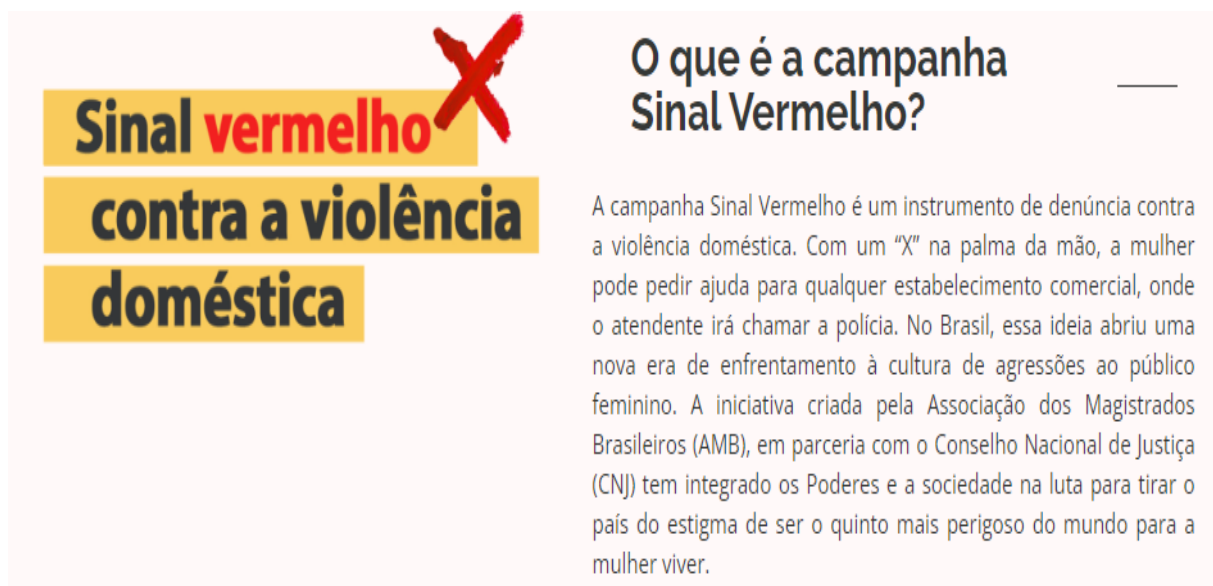 Sinal vermelho
contra a violência
doméstica
O que é a campanha
Sinal Vermelho?
A campanha Sinal Vermelho é um instrumento de denúncia contra
a violência doméstica. Com um “X” na palma da mão, a mulher
pode pedir ajuda para qualquer estabelecimento comercial, onde
o atendente irá chamar a polícia. No Brasil, essa ideia abriu uma
nova era de enfrentamento à cultura de agressões ao público
feminino. A iniciativa criada pela Associação dos Magistrados
Brasileiros (AMB), em parceria com o Conselho Nacional de Justiça
(CNJ) tem integrado os Poderes e a sociedade na luta para tirar o
país do estigma de ser o quinto mais perigoso do mundo para a
mulher viver.